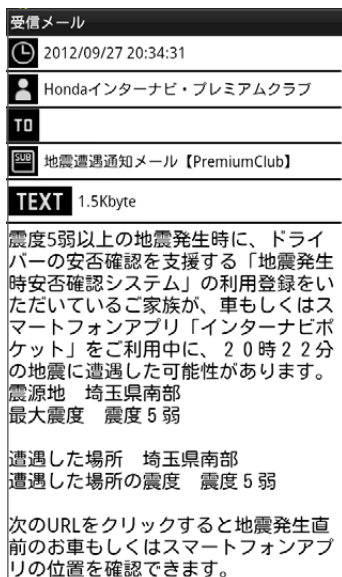 受信メール
2012/09/27 20:34:31
Hondaインターナビ・プレミアムクラブ
TO
SUB 地震遭遇通知メール【PremiumClub】
TEXT 1.5Kbyte
震度5弱以上の地震発生時に、ドライ
バーの安否確認を支援する「地震発生
時安否確認システム」の利用登録をい
ただいているご家族が、車もしくはス
マートフォンアプリ「インターナビポ
ケット」をご利用中に、２０時２２分
の地震に遭遇した可能性があります。
震源地　埼玉県南部
最大震度　震度５弱

遭遇した場所　埼玉県南部
遭遇した場所の震度　震度５弱

次のURLをクリックすると地震発生直
前のお車もしくはスマートフォンアプ
リの位置を確認できます。